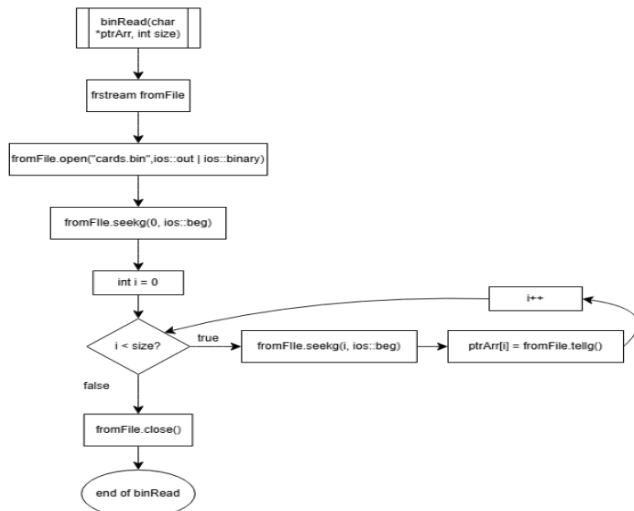 binRead(char
*ptrArr, int size)
frstream fromFile
fromFile.open("cards.bin",ios::out | ios::binary)
fromFIle.seekg(0, ios::beg)
int i = 0
i++
i < size?
true
fromFIle.seekg(i, ios::beg)
ptrArr[i] = fromFile.tellg()
false
fromFile.close()
end of binRead